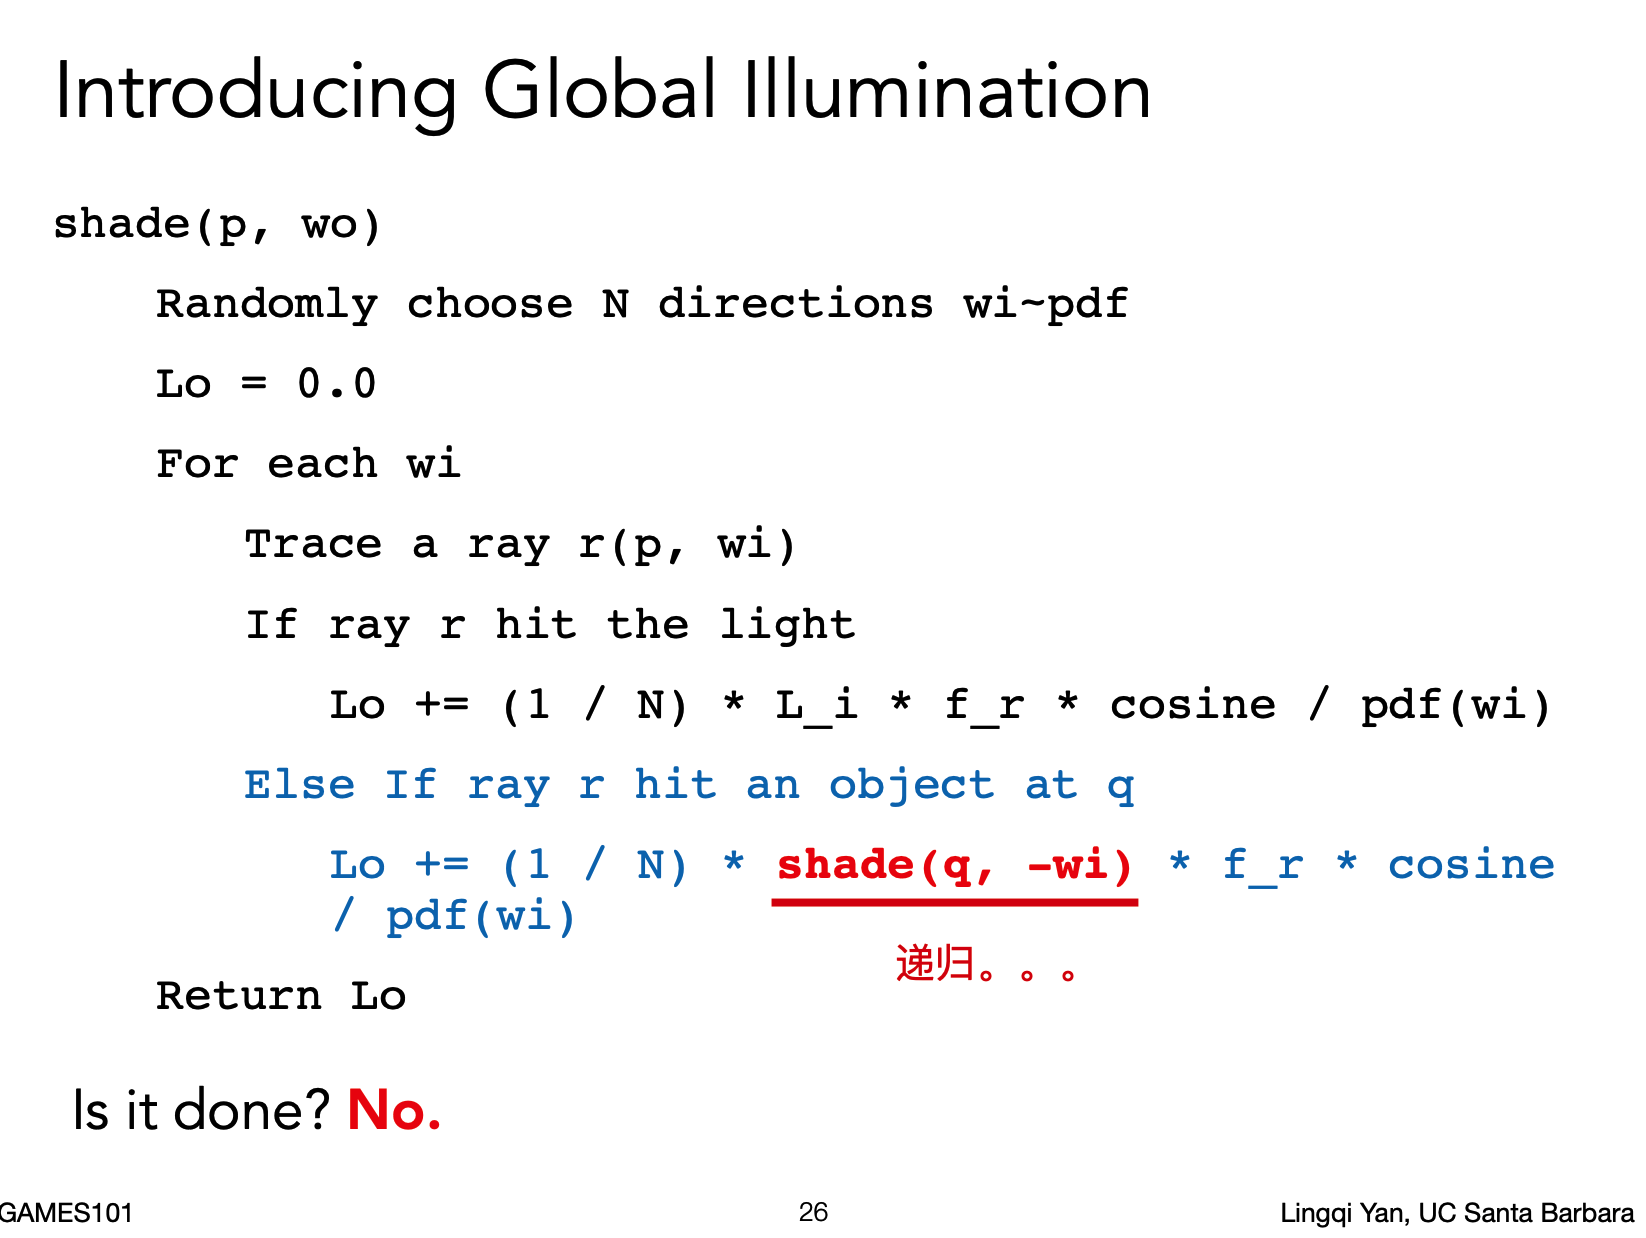 Introducing Global Illumination
shade(p, wo)
Randomly choose N directions wi~pdf
Lo = 0.0
For each wi
Trace a ray r(p, wi)
If ray r hit the light
Lo += (1 / N) * L_i * f_r * cosine / pdf(wi)
Else If ray r hit an object at q
Lo += (1 / N) * shade(q, -wi) * f_r * cosine
/ pdf(wi)
递归。。。
Return Lo
Is it done? No.
GAMES101
26
Lingqi Yan, UC Santa Barbara